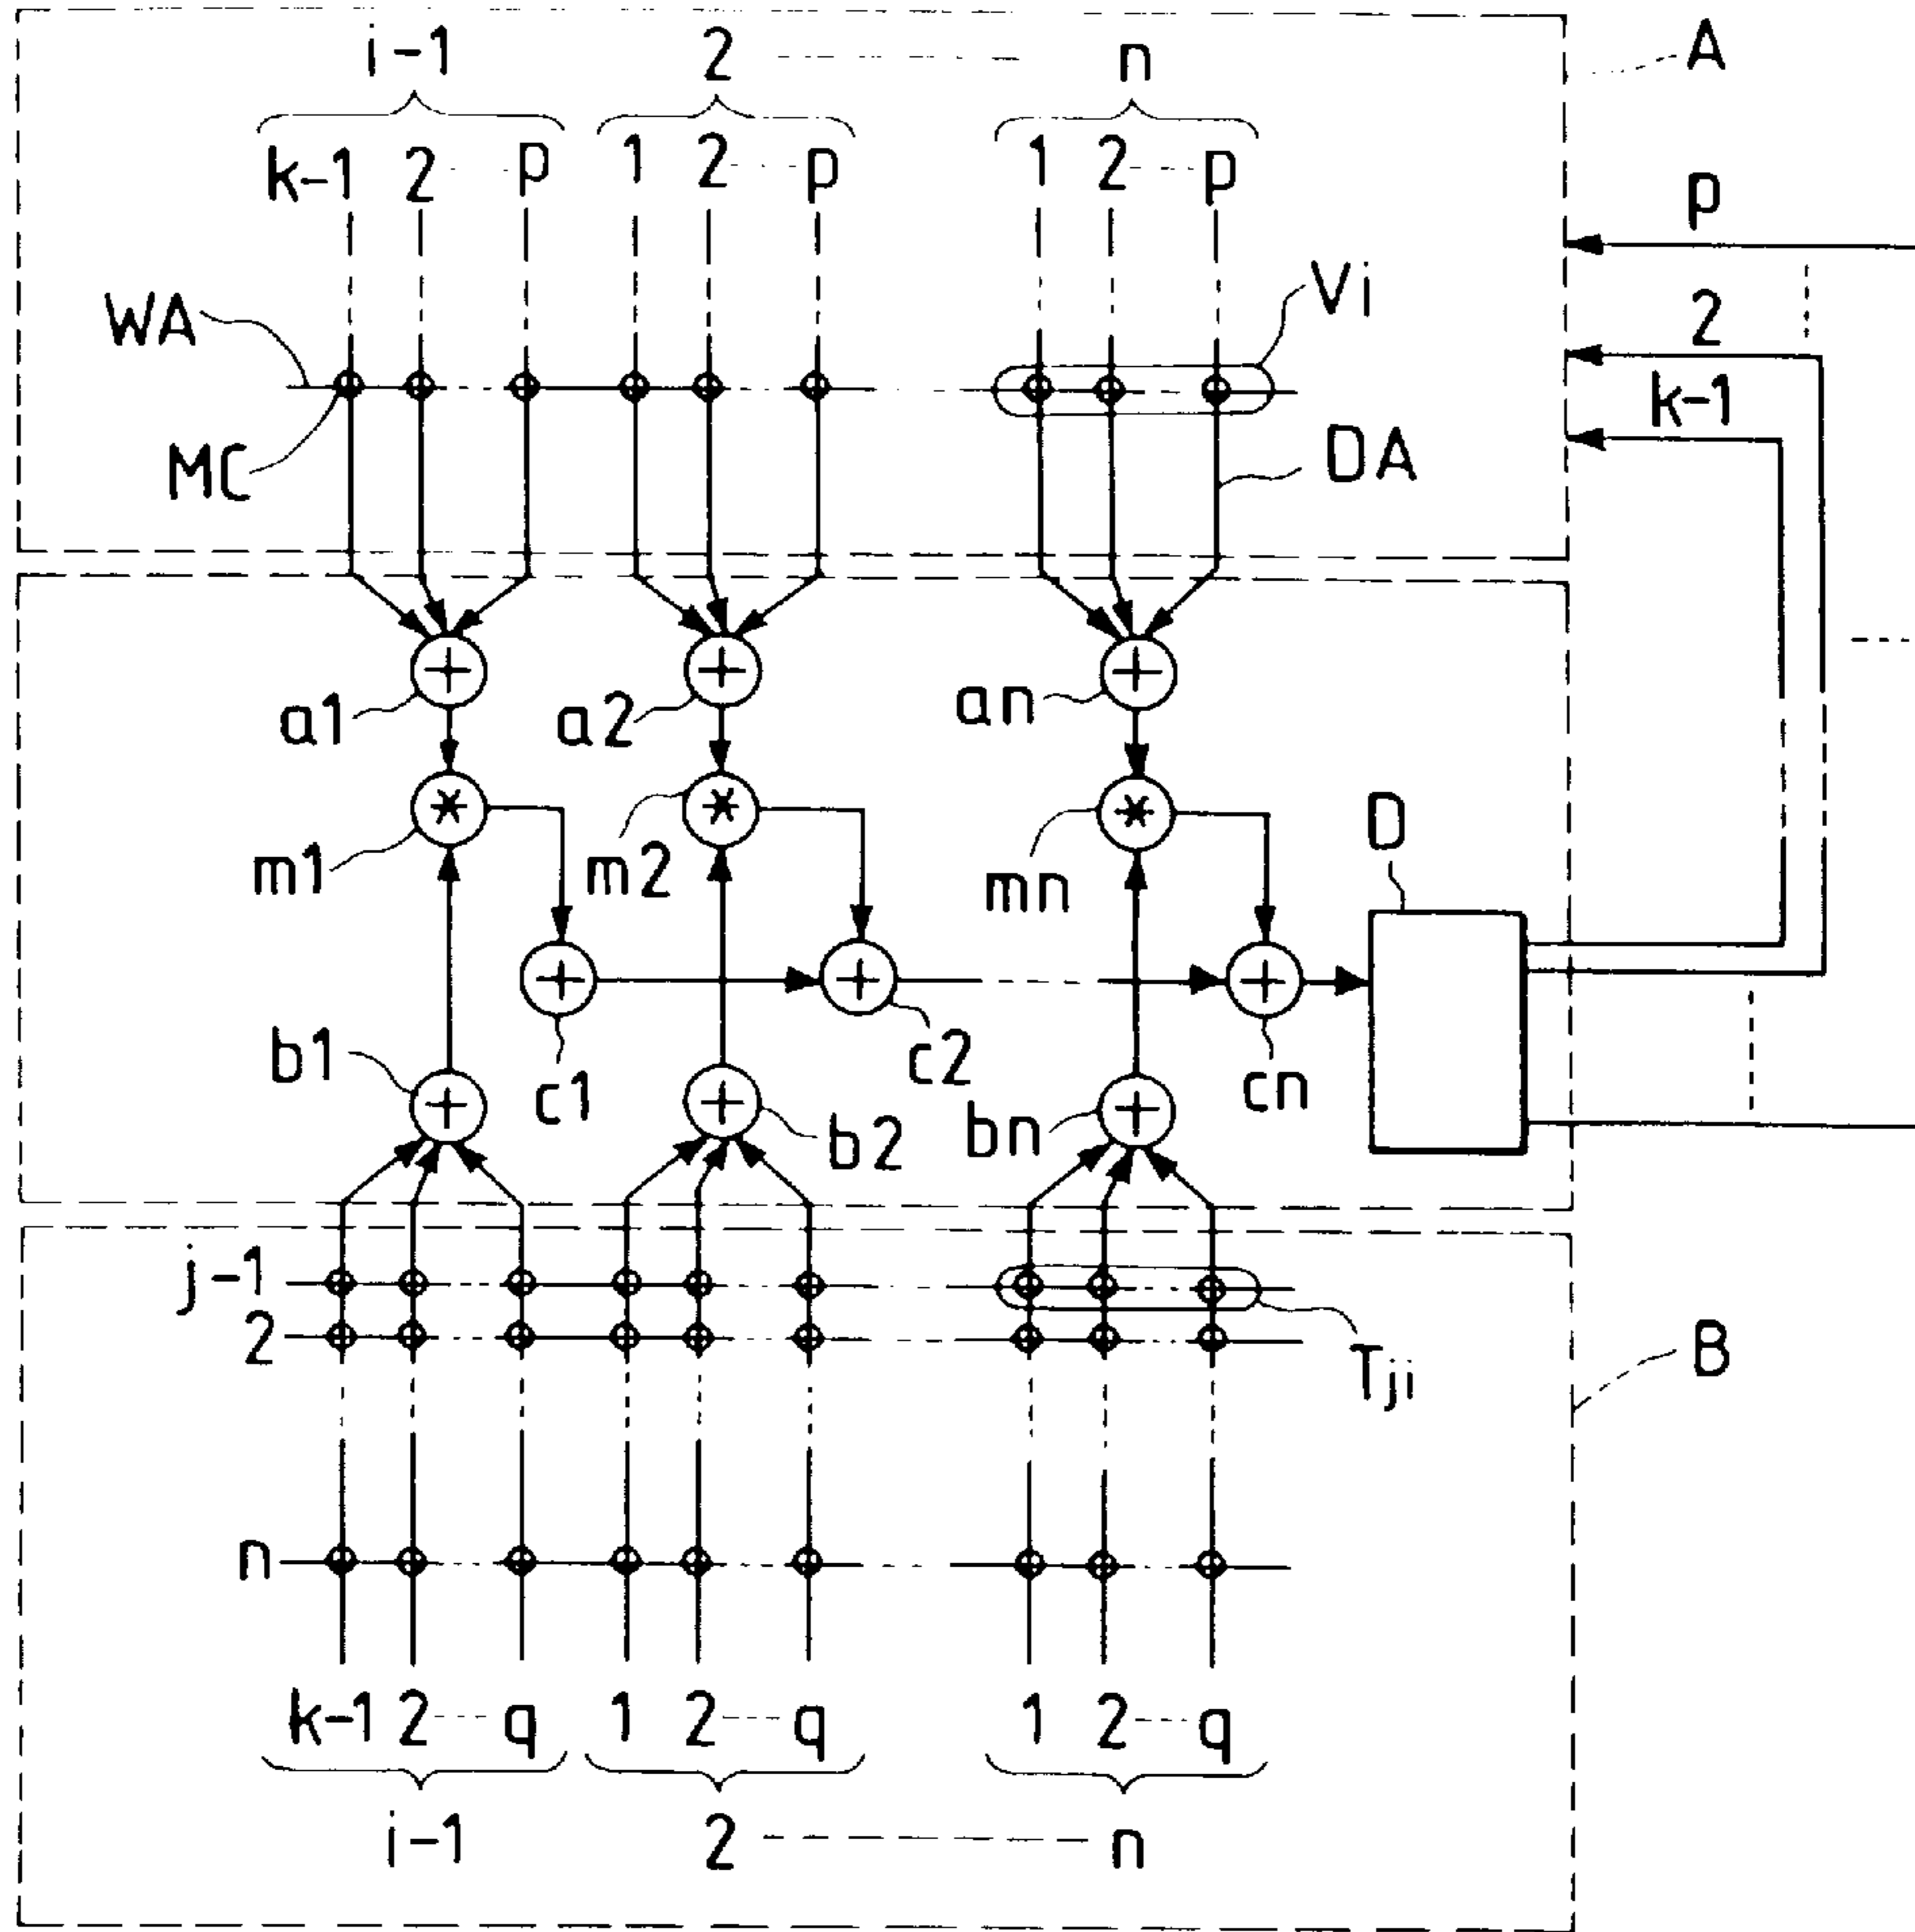 i-1 2 n
A
k-1 2 p 1 2 p 1 2 p
p
WA
Vi
2
k-1
MC
DA
a1 a2 an
m1 m2 mn
D
b1 c1 b2 c2 bn cn
j-1
2
Tji
B
n
k-1 2 q 1 2 q 1 2 q
i-1 2 n